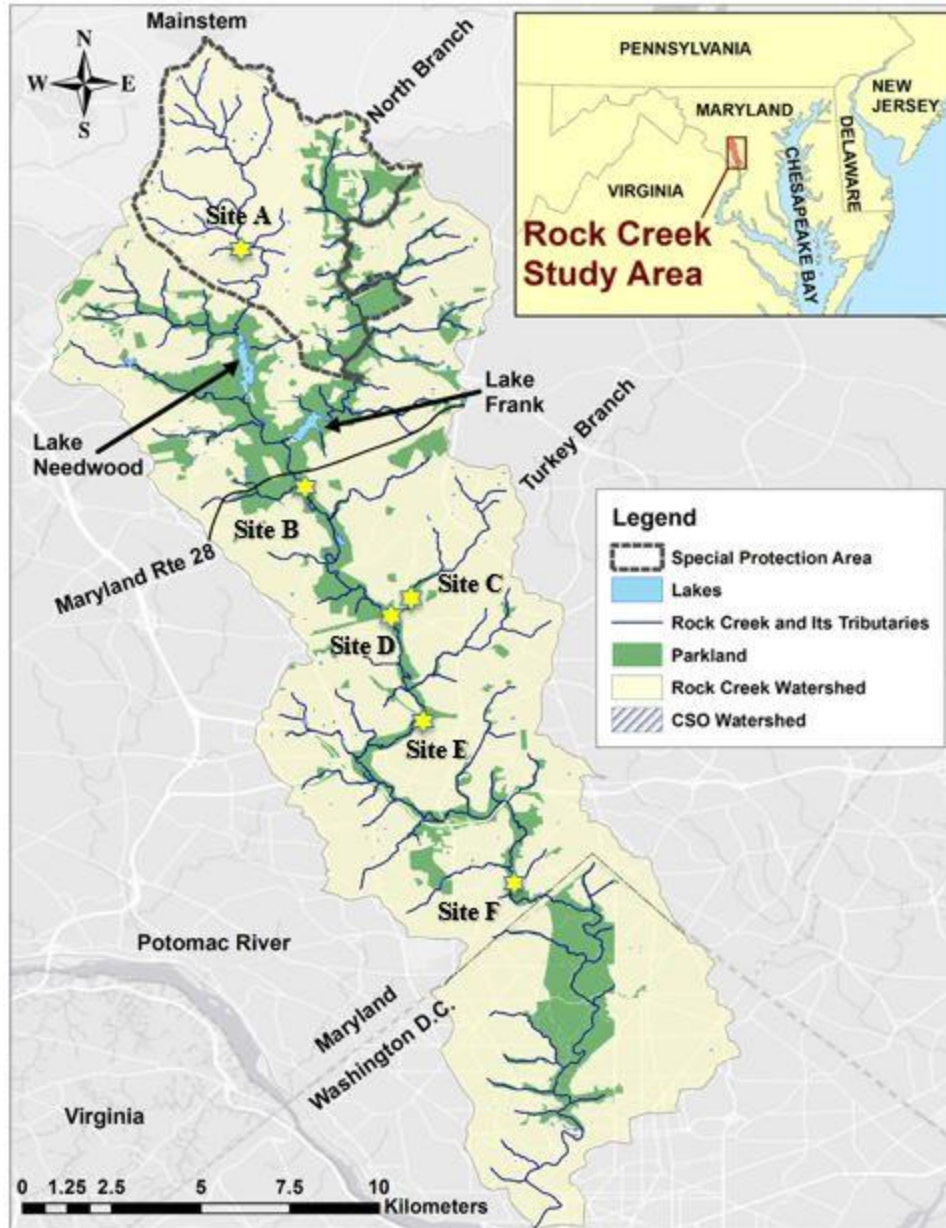 Mainstem
N
W E
S
North Branch
PENNSYLVANIA
NEW
JERSEY
MARYLAND
DELAWARE
CHESAPEAKE BAY
VIRGINIA
Rock Creek
Study Area
Site A
Lake
Frank
Lake
Needwood
Turkey Branch
Site B
Maryland Rte 28
Site C
Site D
Site E
Site F
Legend
Special Protection Area
Lakes
Rock Creek and Its Tributaries
Parkland
Rock Creek Watershed
CSO Watershed
Potomac River
Maryland
Washington D.C.
Virginia
0 1.25 2.5 5 7.5 10
Kilometers